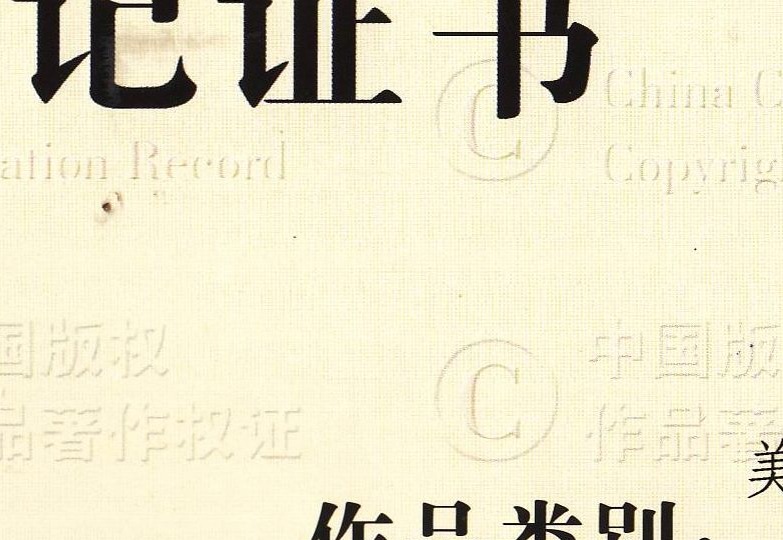 记证书
© China C
ation Record Copyrig
国版权 © 中国版
品著作权证 作品著
美
作品类别: